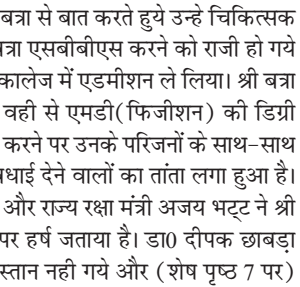 बत्रा से बात करते हुये उन्हे चिकित्सक
त्रा एसबीबीएस करने को राजी हो गये
कालेज में एडमीशन ले लिया। श्री बत्रा
वही से एमडी(फिजीशन) की डिग्री
करने पर उनके परिजनों के साथ-साथ
धाई देने वालों का तांता लगा हुआ है।
और राज्य रक्षा मंत्री अजय भट्ट ने श्री
पर हर्ष जताया है। डा0 दीपक छाबड़ा
स्तान नही गये और (शेष पृष्ठ 7 पर)